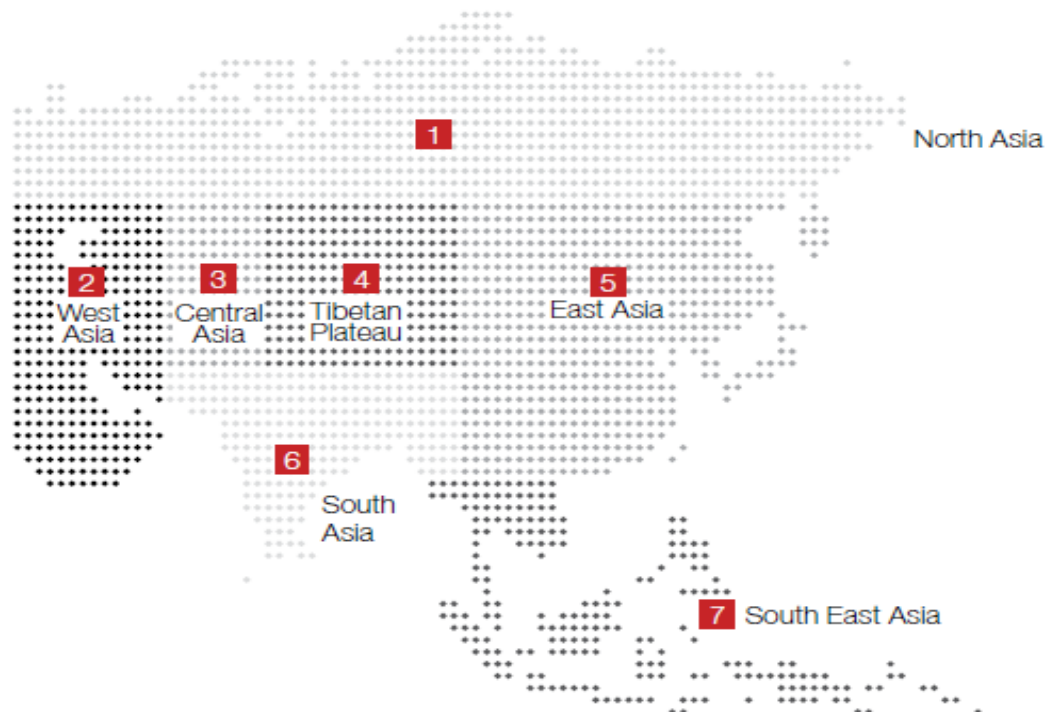 1
North Asia
2
West
Asia
3
Central
Asia
4
Tibetan
Plateau
5
East Asia
6
South
Asia
7
South East Asia